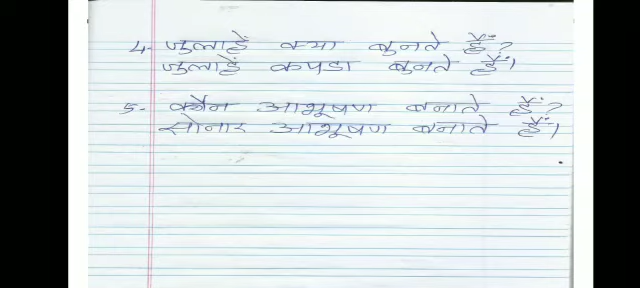 4- जुलाहें क्या बुनते हैं?
जुलाहें कपडा बुनते हैं।
5- कौन आभूषण बनाते हैं?
सोनार आभूषण बनाते हैं।